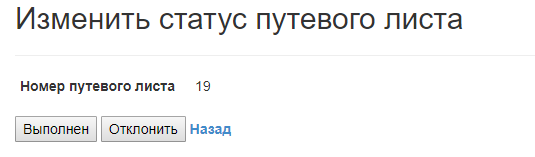 Изменить статус путевого листа
Номер путевого листа 19
Выполнен Отклонить Назад